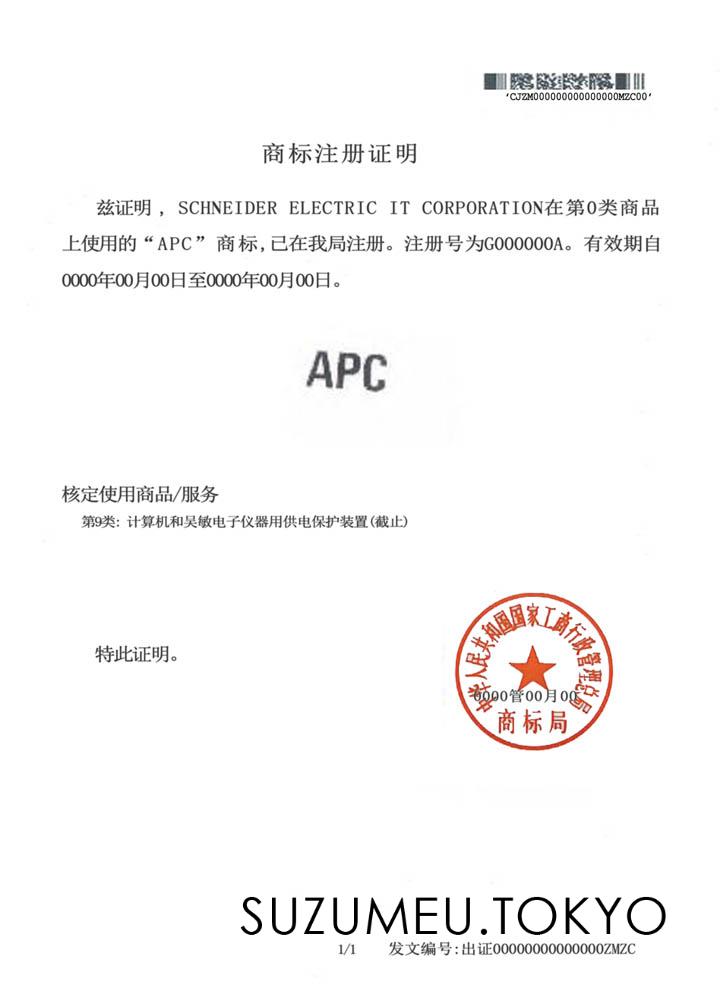 'CJZM000000000000000MZC00'
商标注册证明
兹证明，SCHNEIDER ELECTRIC IT CORPORATION在第0类商品
上使用的“APC”商标,已在我局注册。注册号为G000000A。有效期自
0000年00月00日至0000年00月00日。
APC
核定使用商品/服务
第9类: 计算机和吴敏电子仪器用供电保护装置(截止)
特此证明。
中华人民共和国国家工商行政管理总局
0000管00月00
商标局
SUZUMEU.TOKYO
1/1 发文编号:出证00000000000000ZMZC